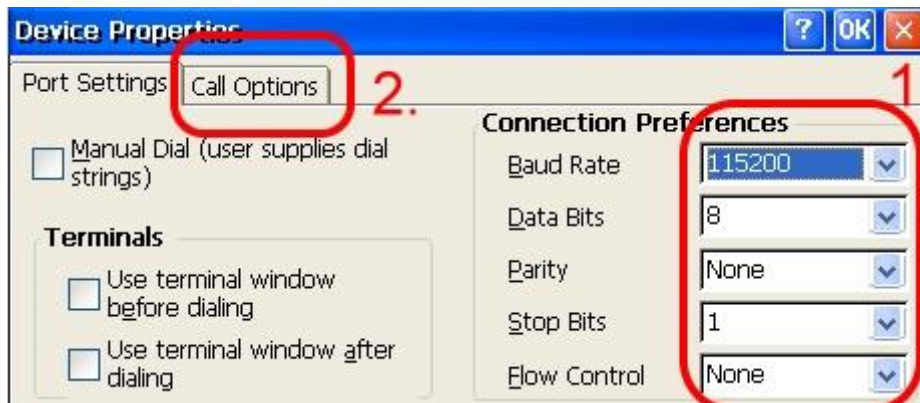 Device Properties
? OK ×
Port Settings
Call Options
2.
1
Manual Dial (user supplies dial
strings)
Terminals
Use terminal window
before dialing
Use terminal window after
dialing
Connection Preferences
Baud Rate 115200
Data Bits 8
Parity None
Stop Bits 1
Flow Control None